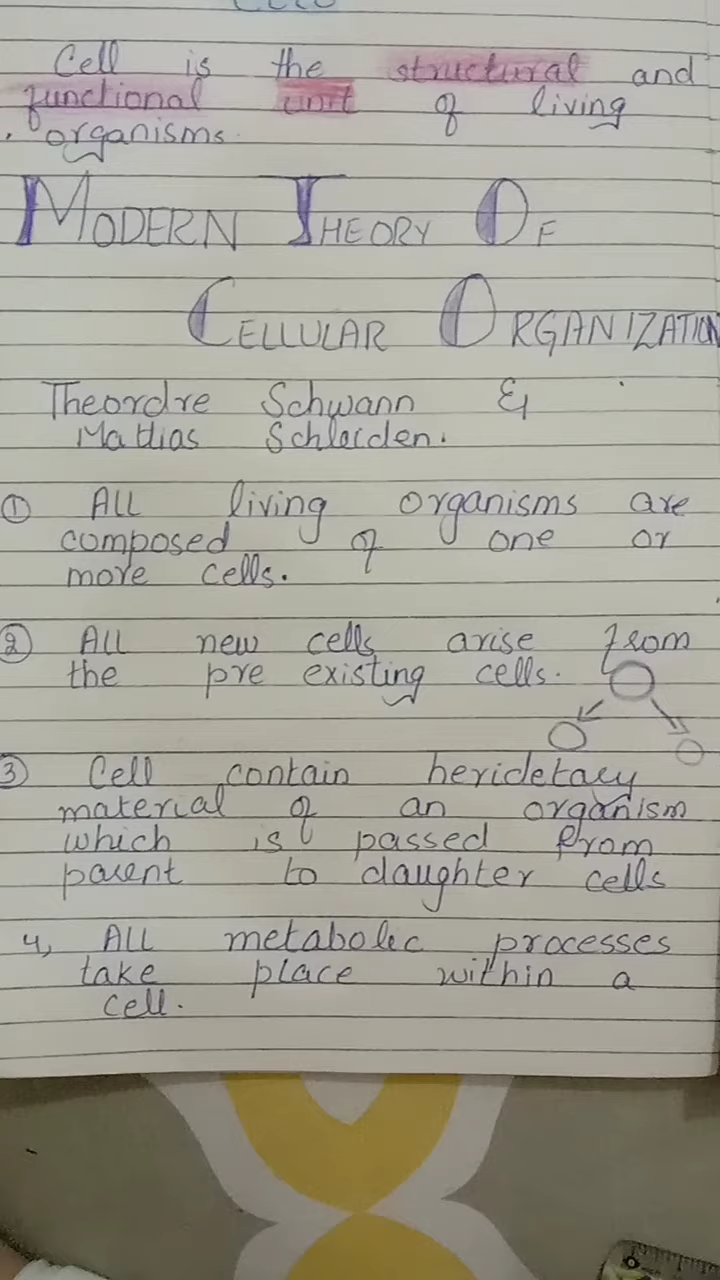 Cell is the structural and
functional unit of living
organisms.
MODERN THEORY OF
CELLULAR ORGANIZATION
Theordre Schwann &
Mathias Schleiden.
① All living organisms are
composed of one or
more cells.
② All new cells arise from
the pre existing cells.
③ Cell contain heridetacy
material of an organism
which is passed from
parent to daughter cells
4, All metabolic processes
take place within a
cell.